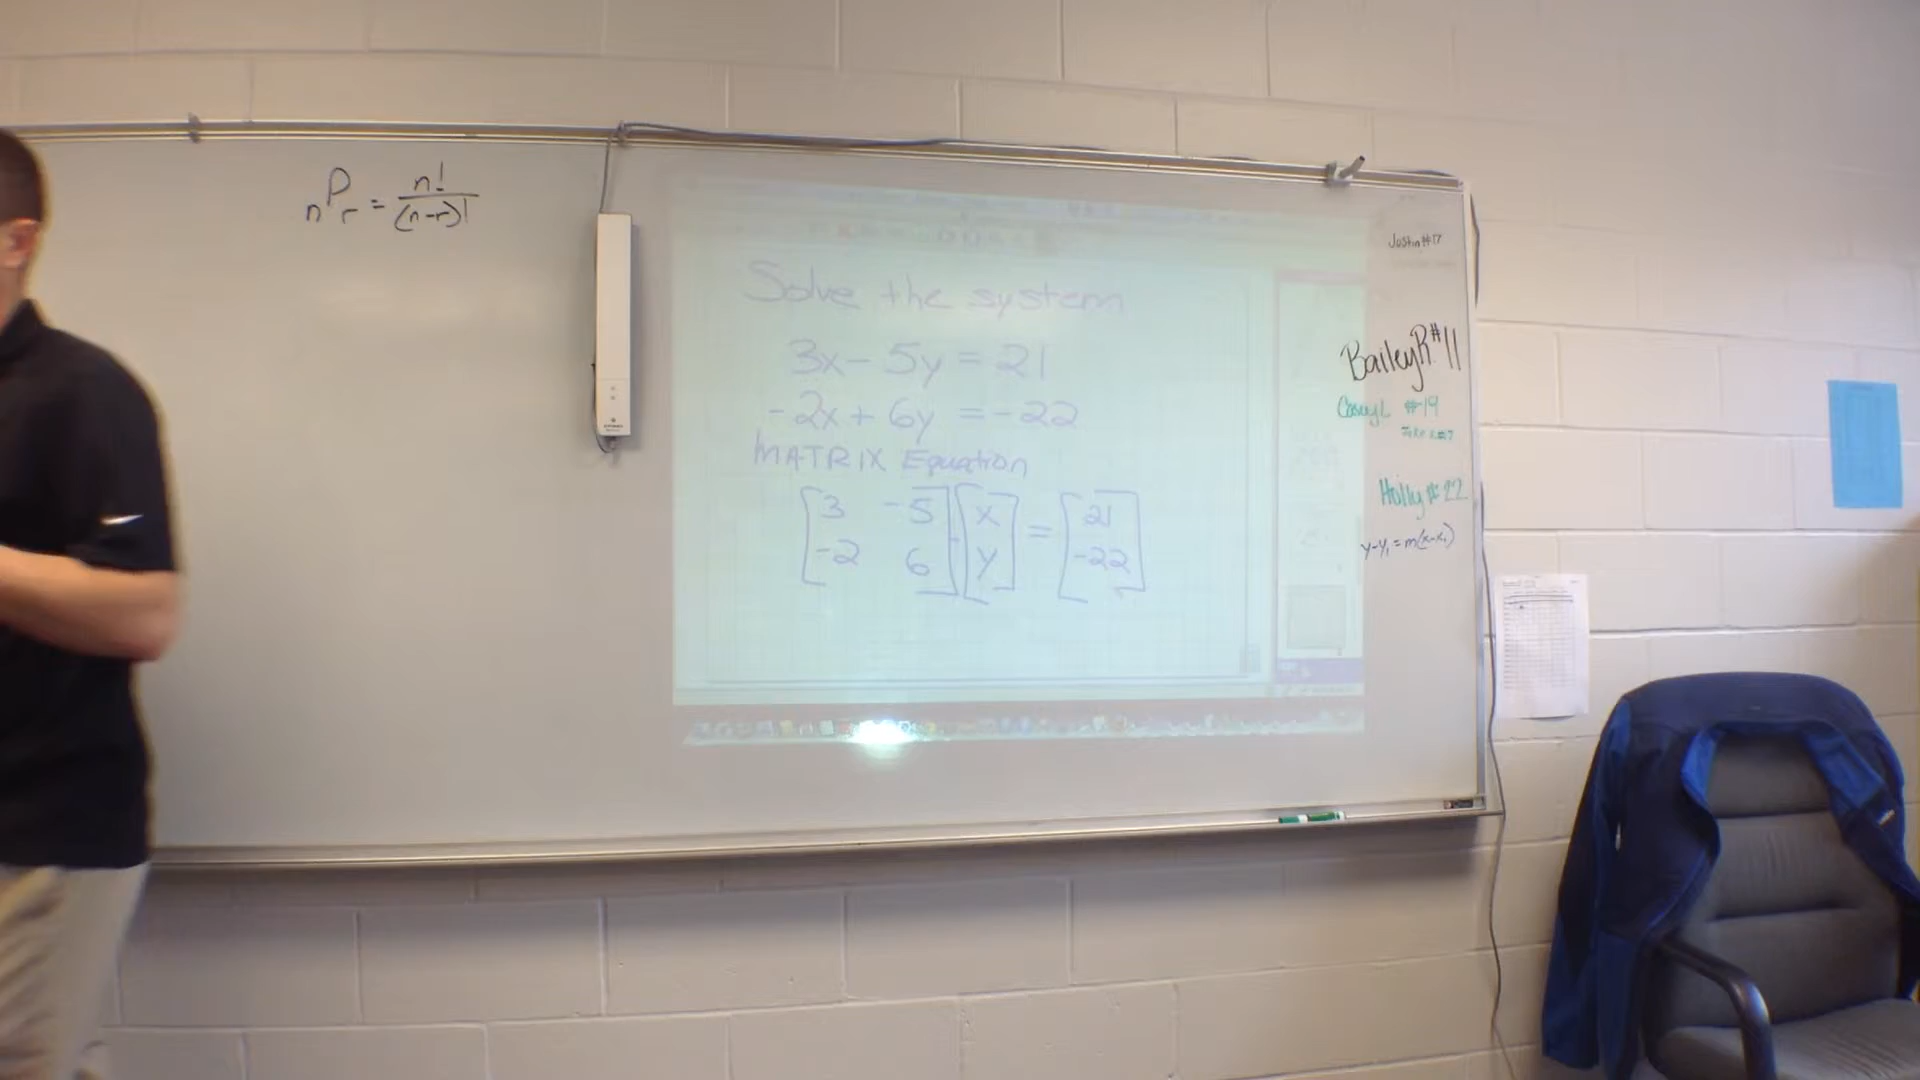 nPr = n!/(n-r)!
Solve the system
3x - 5y = 21
-2x + 6y = -22
MATRIX Equation
[3 -5; -2 6] · [x; y] = [21; -22]
Justin #17
BaileyR #11
Holly #22
y-y₁ = m(x-x₁)